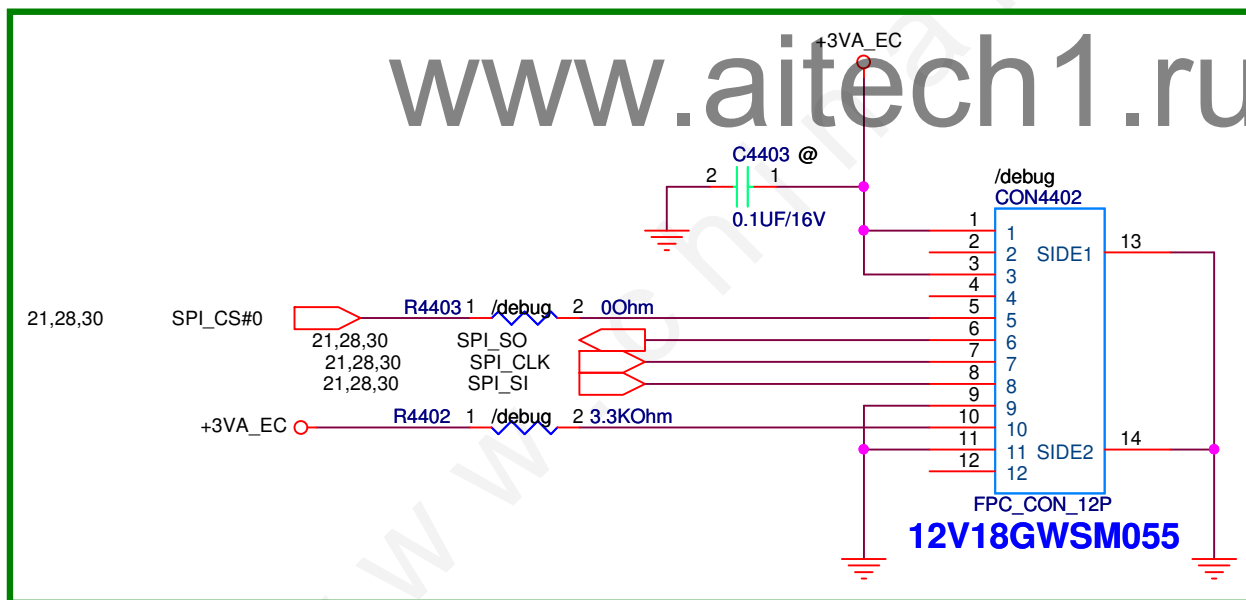 www.aitech1.ru
+3VA_EC
C4403 @
2 1
0.1UF/16V
/debug
CON4402
1 1
2 2 SIDE1 13
3 3
4 4
21,28,30 SPI_CS#0 R4403 1 /debug 2 0Ohm 5 5
21,28,30 SPI_SO 6 6
21,28,30 SPI_CLK 7 7
21,28,30 SPI_SI 8 8
9 9
+3VA_EC R4402 1 /debug 2 3.3KOhm 10 10
11 11 SIDE2 14
12 12
FPC_CON_12P
12V18GWSM055